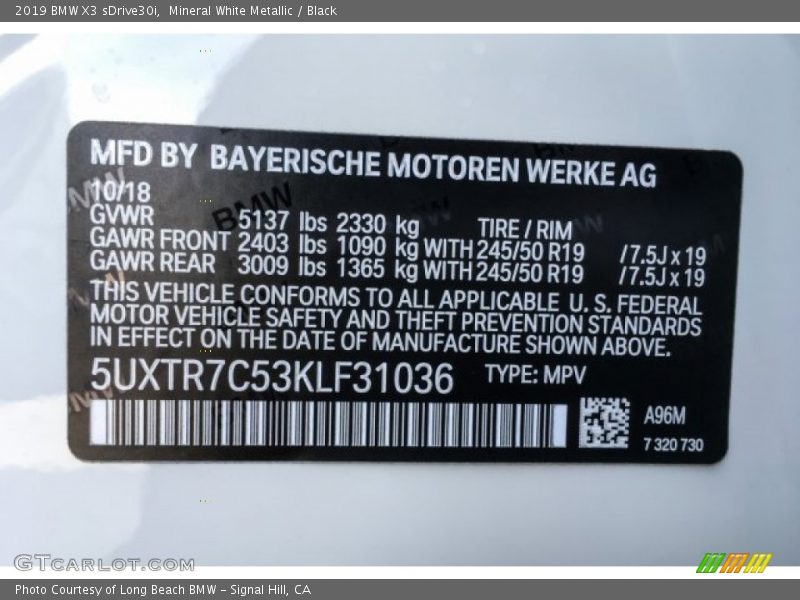 2019 BMW X3 sDrive30i,  Mineral White Metallic / Black
MFD BY BAYERISCHE MOTOREN WERKE AG
10/18
GVWR 5137 lbs 2330 kg TIRE / RIM
GAWR FRONT 2403 lbs 1090 kg WITH 245/50 R19 /7.5J x 19
GAWR REAR 3009 lbs 1365 kg WITH 245/50 R19 /7.5J x 19
THIS VEHICLE CONFORMS TO ALL APPLICABLE U. S. FEDERAL
MOTOR VEHICLE SAFETY AND THEFT PREVENTION STANDARDS
IN EFFECT ON THE DATE OF MANUFACTURE SHOWN ABOVE.
5UXTR7C53KLF31036 TYPE: MPV
A96M
7 320 730
BMW
GTCARLOT.COM
Photo Courtesy of Long Beach BMW – Signal Hill, CA